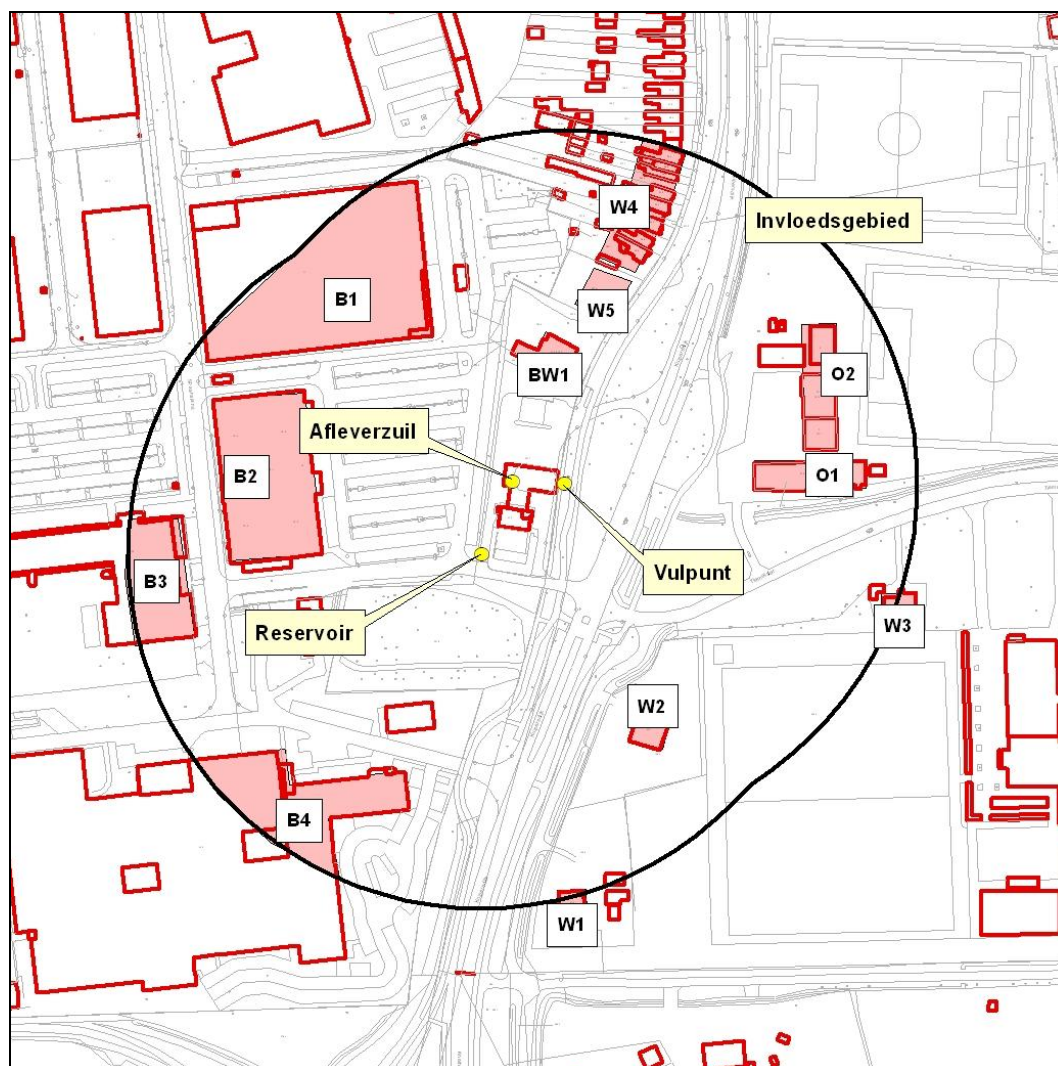 W4
Invloedsgebied
B1
W5
BW1
O2
Afleverzuil
B2
O1
Vulpunt
B3
Reservoir
W3
W2
B4
W1